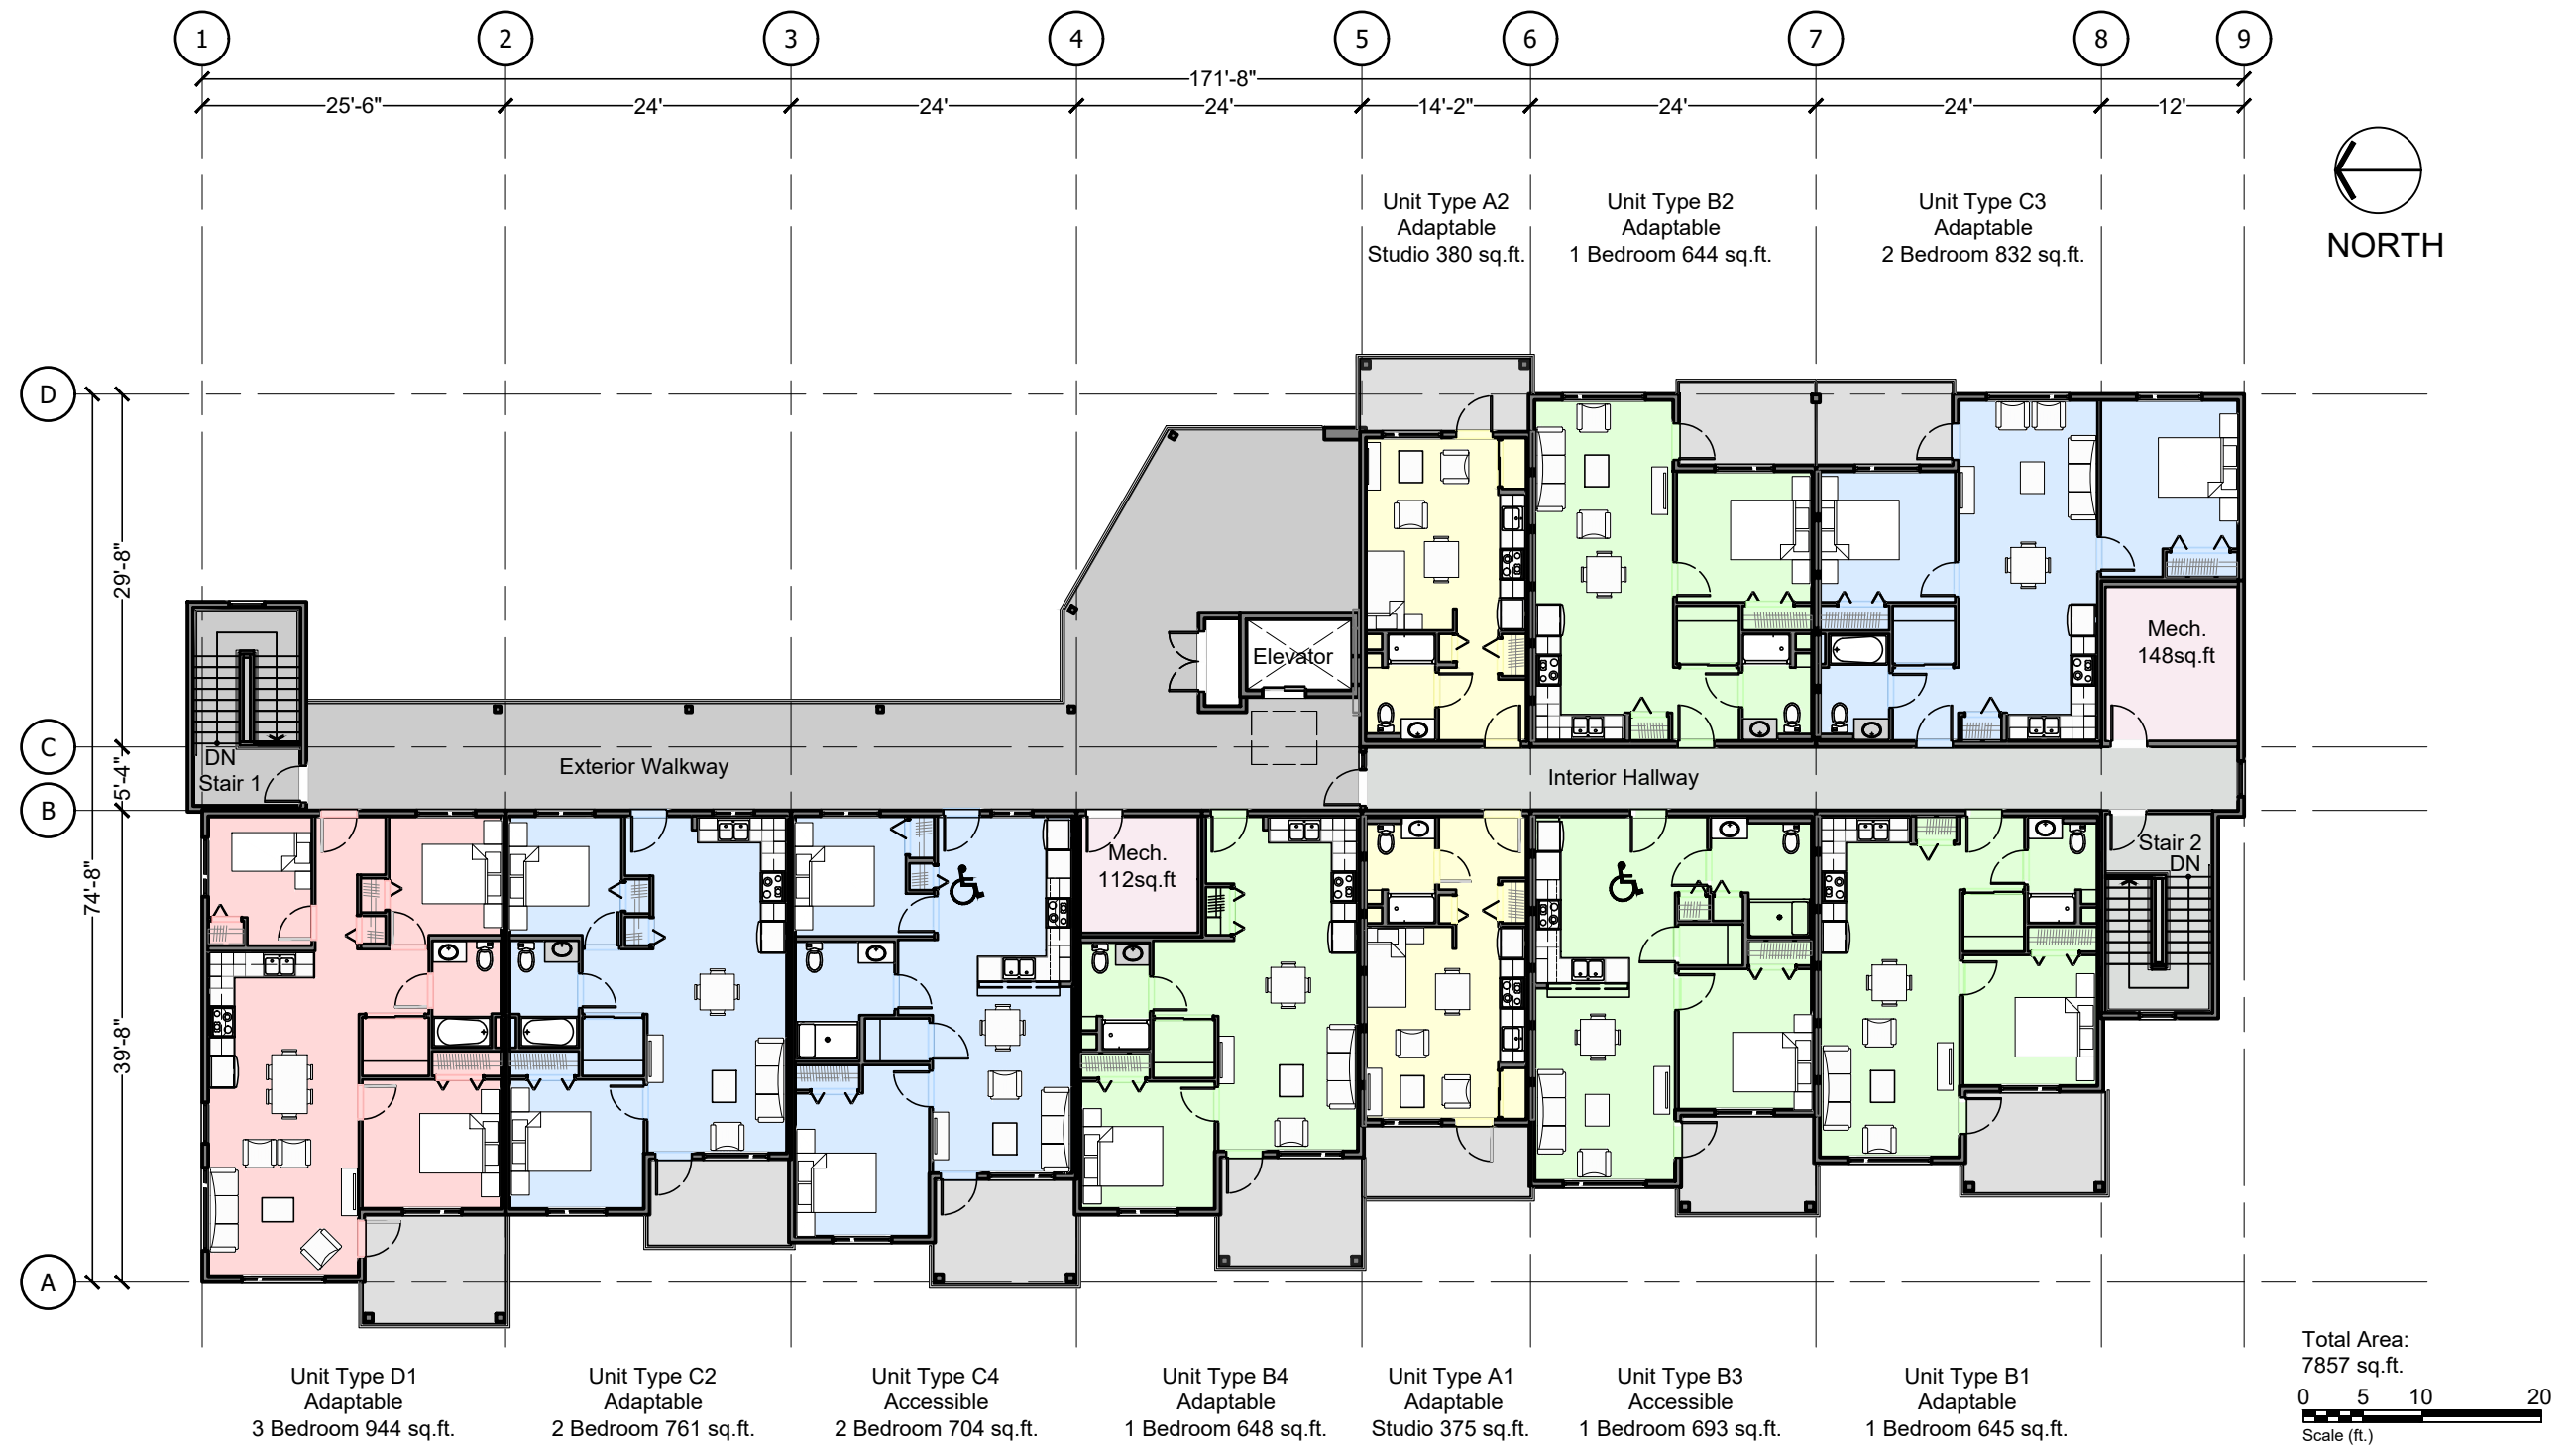 1
2
3
4
5
6
7
8
9
171'-8"
25'-6"
24'
24'
24'
14'-2"
24'
24'
12'
NORTH
Unit Type A2
Adaptable
Studio 380 sq.ft.
Unit Type B2
Adaptable
1 Bedroom 644 sq.ft.
Unit Type C3
Adaptable
2 Bedroom 832 sq.ft.
D
C
B
A
29'-8"
5'-4"
74'-8"
39'-8"
Elevator
Mech.
148sq.ft
DN
Stair 1
Exterior Walkway
Interior Hallway
Mech.
112sq.ft
Stair 2
DN
Unit Type D1
Adaptable
3 Bedroom 944 sq.ft.
Unit Type C2
Adaptable
2 Bedroom 761 sq.ft.
Unit Type C4
Accessible
2 Bedroom 704 sq.ft.
Unit Type B4
Adaptable
1 Bedroom 648 sq.ft.
Unit Type A1
Adaptable
Studio 375 sq.ft.
Unit Type B3
Accessible
1 Bedroom 693 sq.ft.
Unit Type B1
Adaptable
1 Bedroom 645 sq.ft.
Total Area:
7857 sq.ft.
0 5 10 20
Scale (ft.)